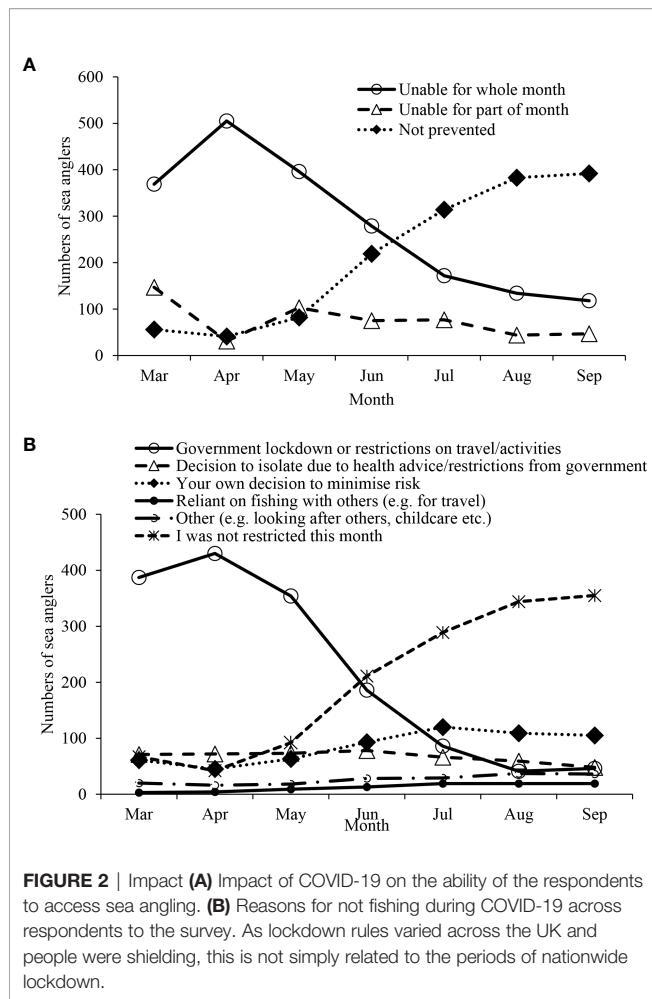 A
600
500
400
300
200
100
0
Numbers of sea anglers
Unable for whole month
Unable for part of month
Not prevented
Mar Apr May Jun Jul Aug Sep
Month
B
Government lockdown or restrictions on travel/activities
Decision to isolate due to health advice/restrictions from government
Your own decision to minimise risk
Reliant on fishing with others (e.g. for travel)
Other (e.g. looking after others, childcare etc.)
I was not restricted this month
500
400
300
200
100
0
Numbers of sea anglers
Mar Apr May Jun Jul Aug Sep
Month
FIGURE 2 | Impact (A) Impact of COVID-19 on the ability of the respondents
to access sea angling. (B) Reasons for not fishing during COVID-19 across
respondents to the survey. As lockdown rules varied across the UK and
people were shielding, this is not simply related to the periods of nationwide
lockdown.